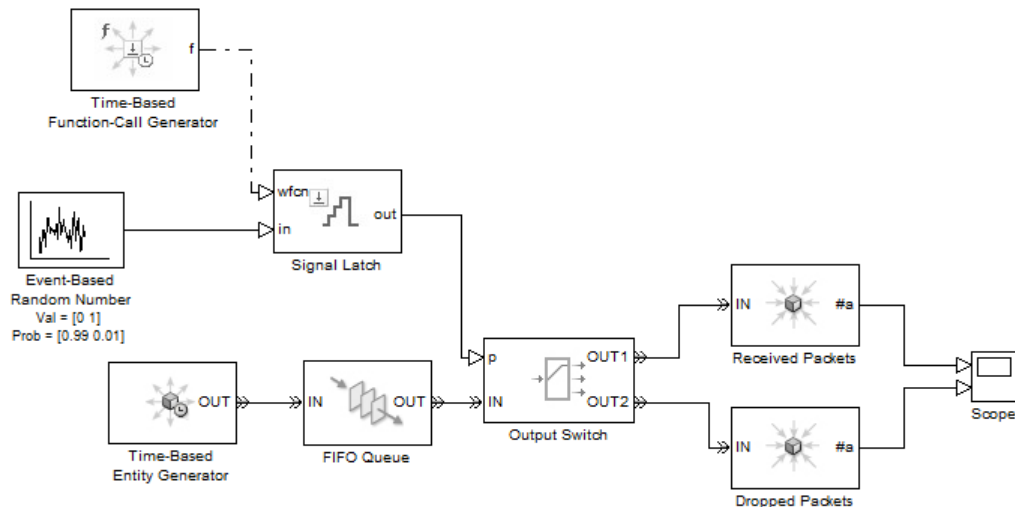 f
f
Time-Based
Function-Call Generator
wfcn
in
out
Signal Latch
Event-Based
Random Number
Val = [0 1]
Prob = [0.99 0.01]
OUT
Time-Based
Entity Generator
IN
OUT
FIFO Queue
p
IN
OUT1
OUT2
Output Switch
IN
#a
Received Packets
IN
#a
Dropped Packets
Scope